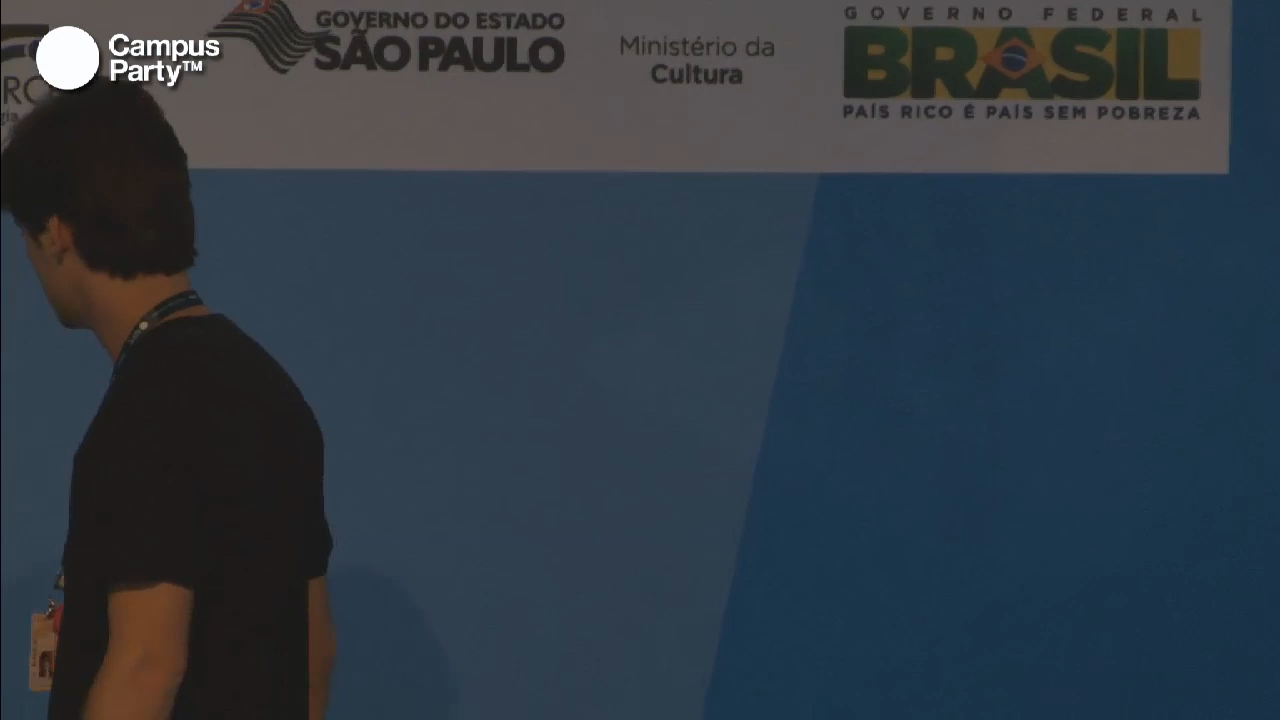 Campus
Party™
GOVERNO DO ESTADO
SÃO PAULO
Ministério da
Cultura
GOVERNO FEDERAL
BRASIL
PAÍS RICO É PAÍS SEM POBREZA